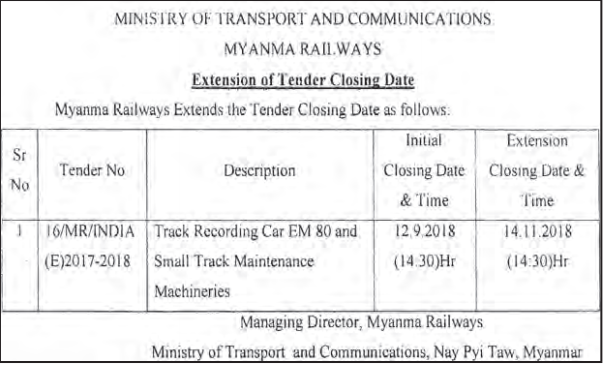 MINISTRY OF TRANSPORT AND COMMUNICATIONS
MYANMA RAILWAYS
Extension of Tender Closing Date
Myanma Railways Extends the Tender Closing Date as follows:
Sr No
Tender No
Description
Initial Closing Date & Time
Extension Closing Date & Time
1
16/MR/INDIA (E)2017-2018
Track Recording Car EM 80 and Small Track Maintenance Machineries
12.9.2018 (14:30)Hr
14.11.2018 (14:30)Hr
Managing Director, Myanma Railways
Ministry of Transport and Communications, Nay Pyi Taw, Myanmar